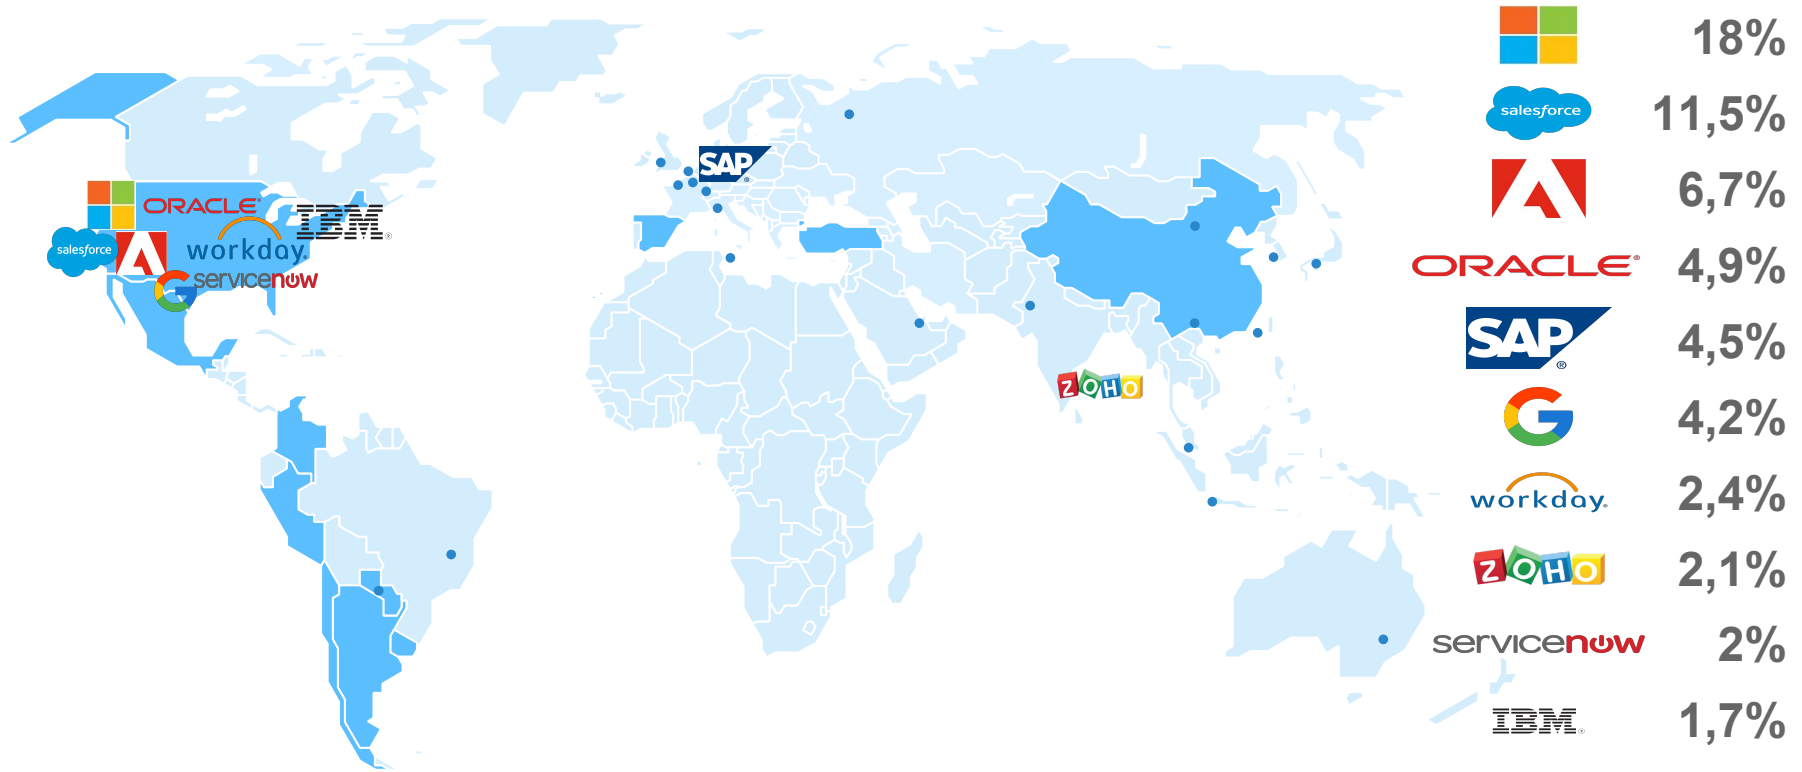 ORACLE
IBM®
salesforce
workday.
servicenow
SAP®
ZOHO
18%
salesforce 11,5%
6,7%
ORACLE® 4,9%
SAP® 4,5%
4,2%
workday® 2,4%
ZOHO 2,1%
servicenow 2%
IBM® 1,7%